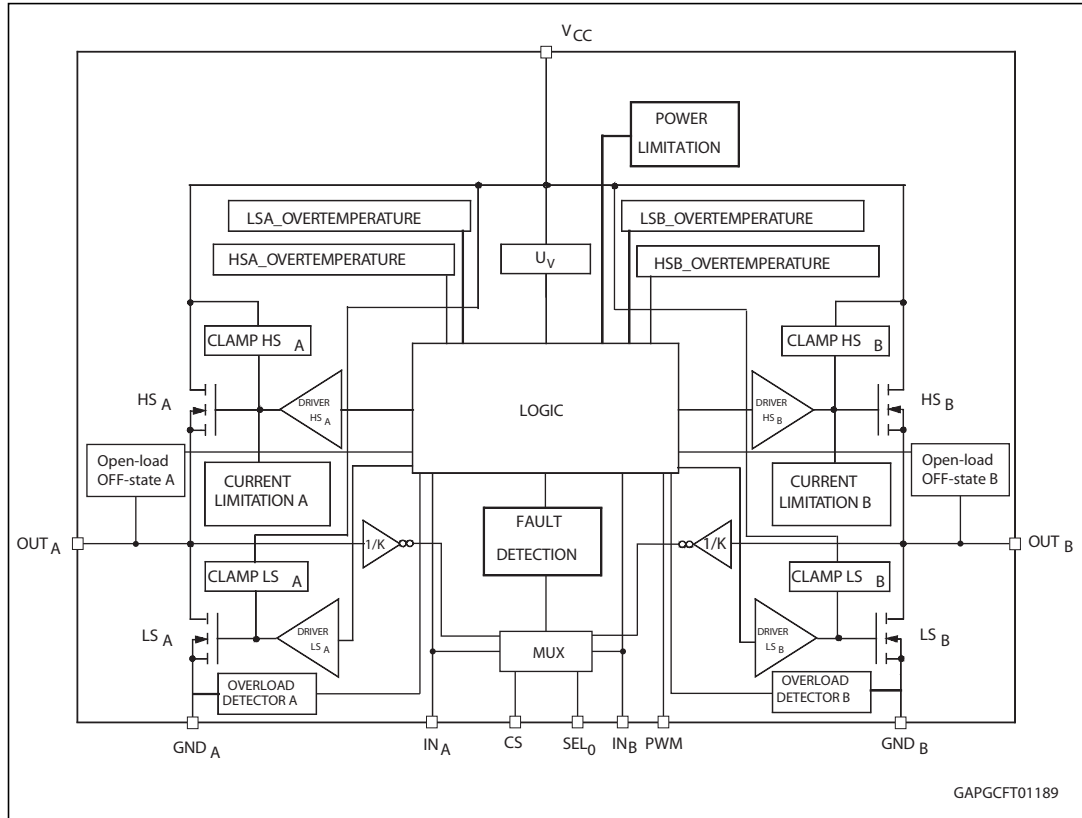 VCC
POWER
LIMITATION
LSA_OVERTEMPERATURE
LSB_OVERTEMPERATURE
HSA_OVERTEMPERATURE
UV
HSB_OVERTEMPERATURE
CLAMP HS A
CLAMP HS B
HS A
DRIVER
HS A
LOGIC
DRIVER
HS B
HS B
Open-load
OFF-state A
CURRENT
LIMITATION A
CURRENT
LIMITATION B
Open-load
OFF-state B
OUT A
1/K
FAULT
DETECTION
1/K
OUT B
CLAMP LS A
CLAMP LS B
LS A
DRIVER
LS A
MUX
DRIVER
LS B
LS B
OVERLOAD
DETECTOR A
OVERLOAD
DETECTOR B
GND A
IN A
CS
SEL0
IN B
PWM
GND B
GAPGCFT01189